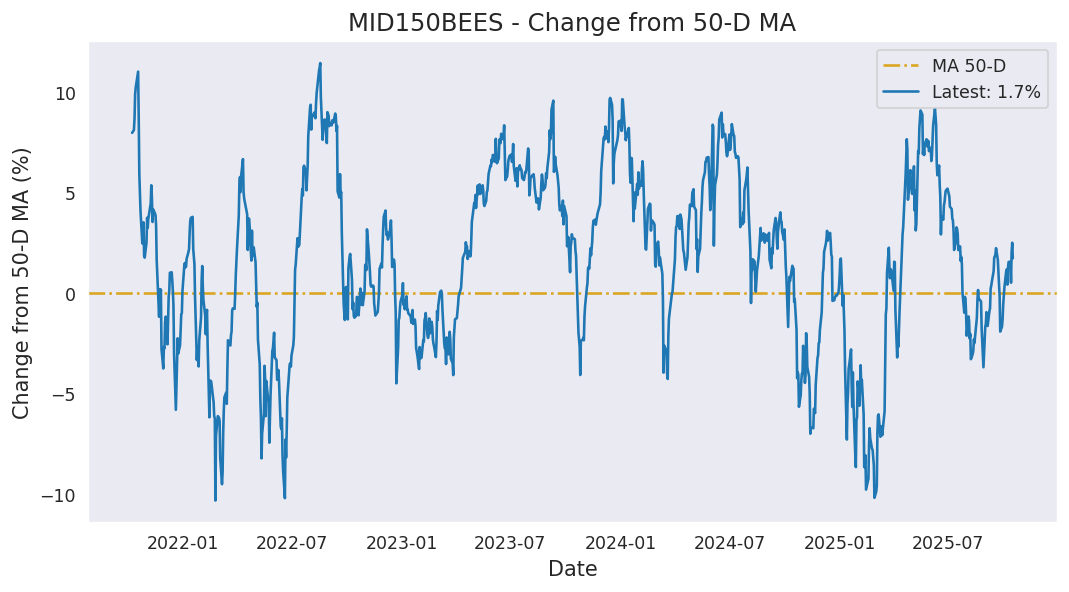 MID150BEES - Change from 50-D MA
MA 50-D
Latest: 1.7%
Change from 50-D MA (%)
10
5
0
−5
−10
2022-01
2022-07
2023-01
2023-07
2024-01
2024-07
2025-01
2025-07
Date